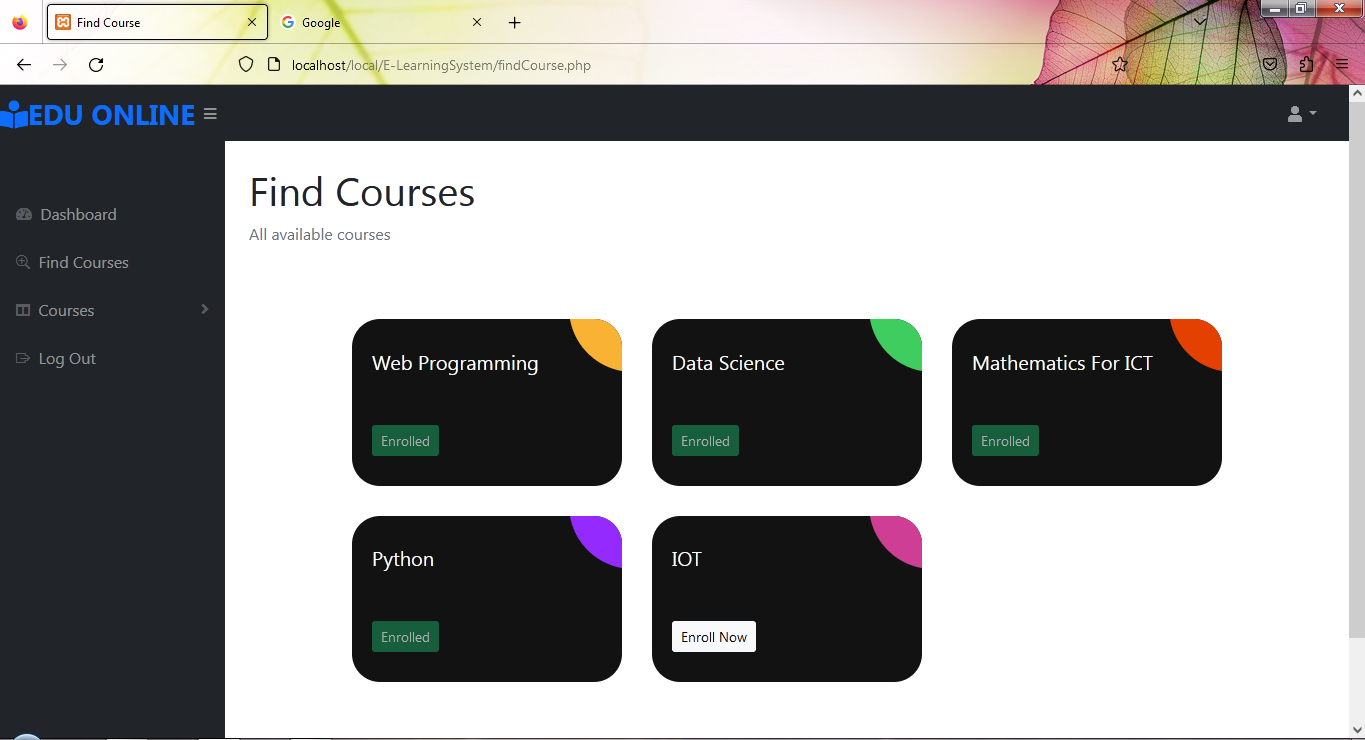 Find Course
Google
localhost/local/E-LearningSystem/findCourse.php
EDU ONLINE
Dashboard
Find Courses
Courses
Log Out
Find Courses
All available courses
Web Programming
Data Science
Mathematics For ICT
Enrolled
Enrolled
Enrolled
Python
IOT
Enrolled
Enroll Now